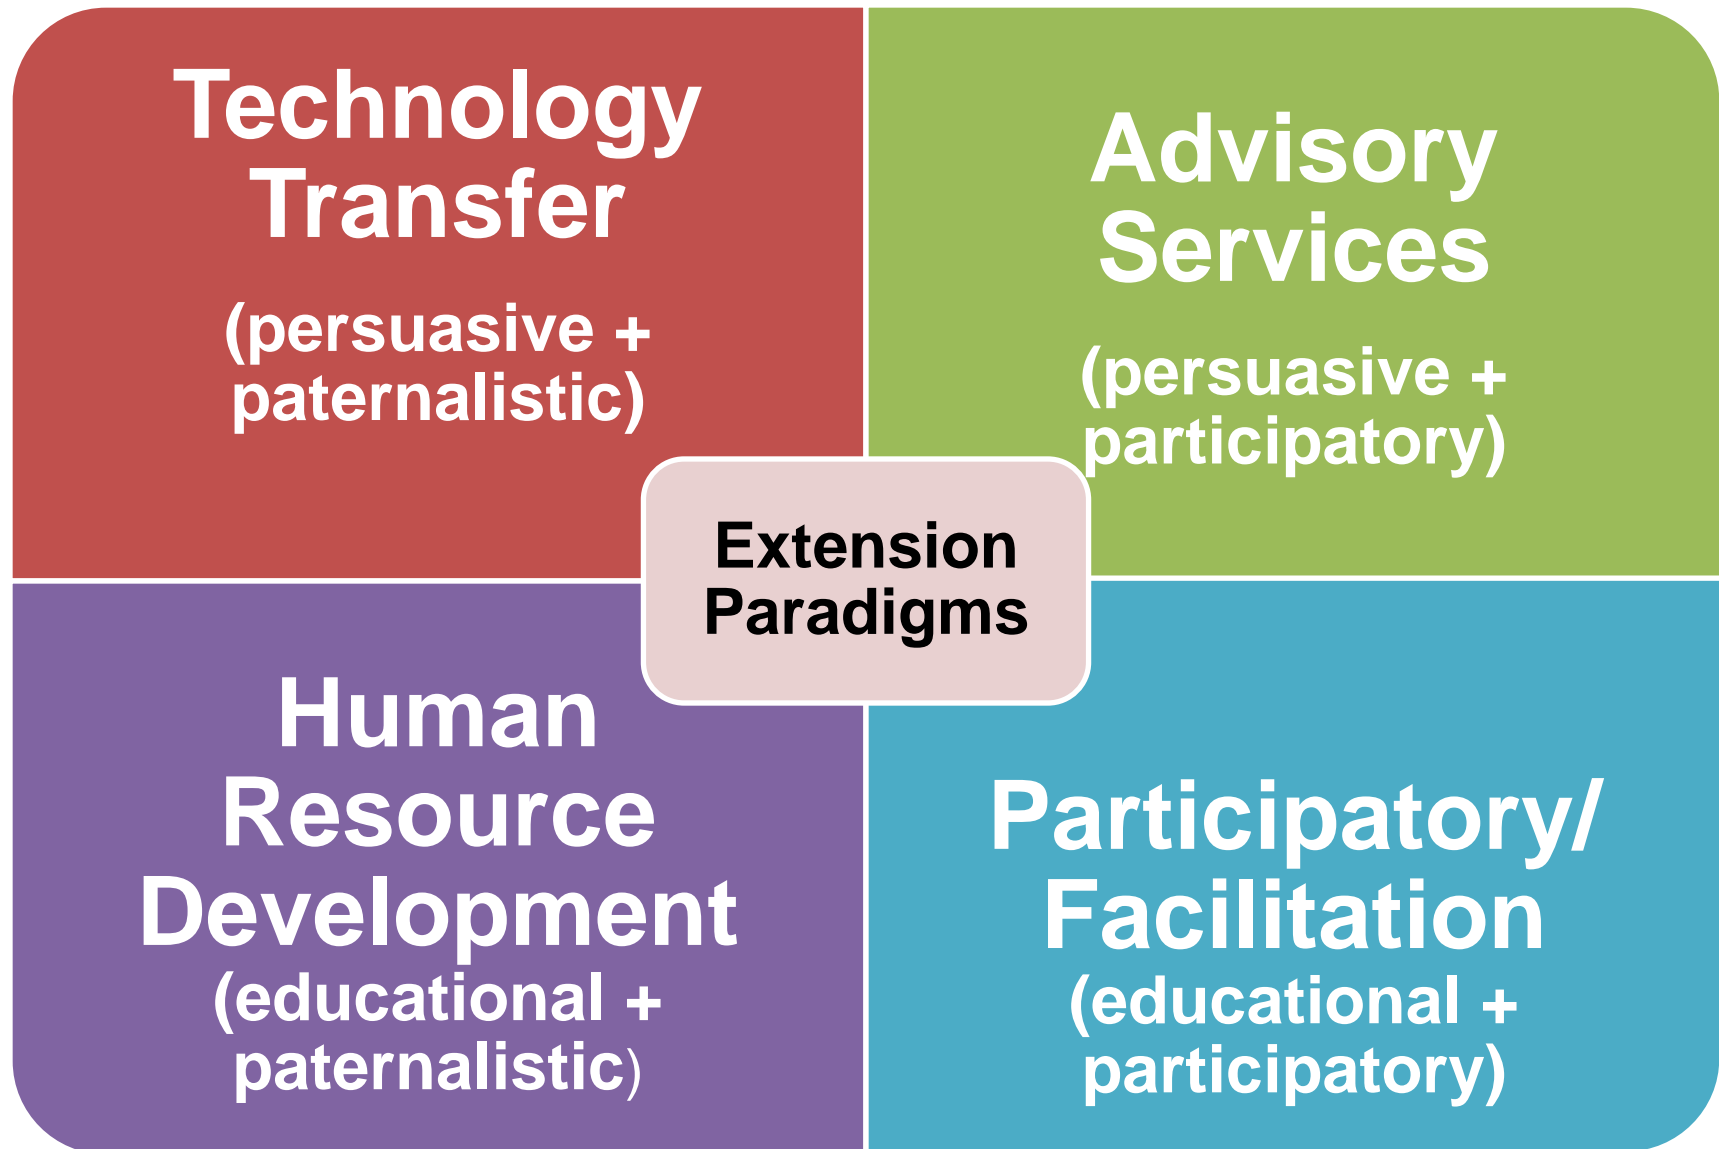 Technology
Transfer
(persuasive +
paternalistic)
Advisory
Services
(persuasive +
participatory)
Extension
Paradigms
Human
Resource
Development
(educational +
paternalistic)
Participatory/
Facilitation
(educational +
participatory)